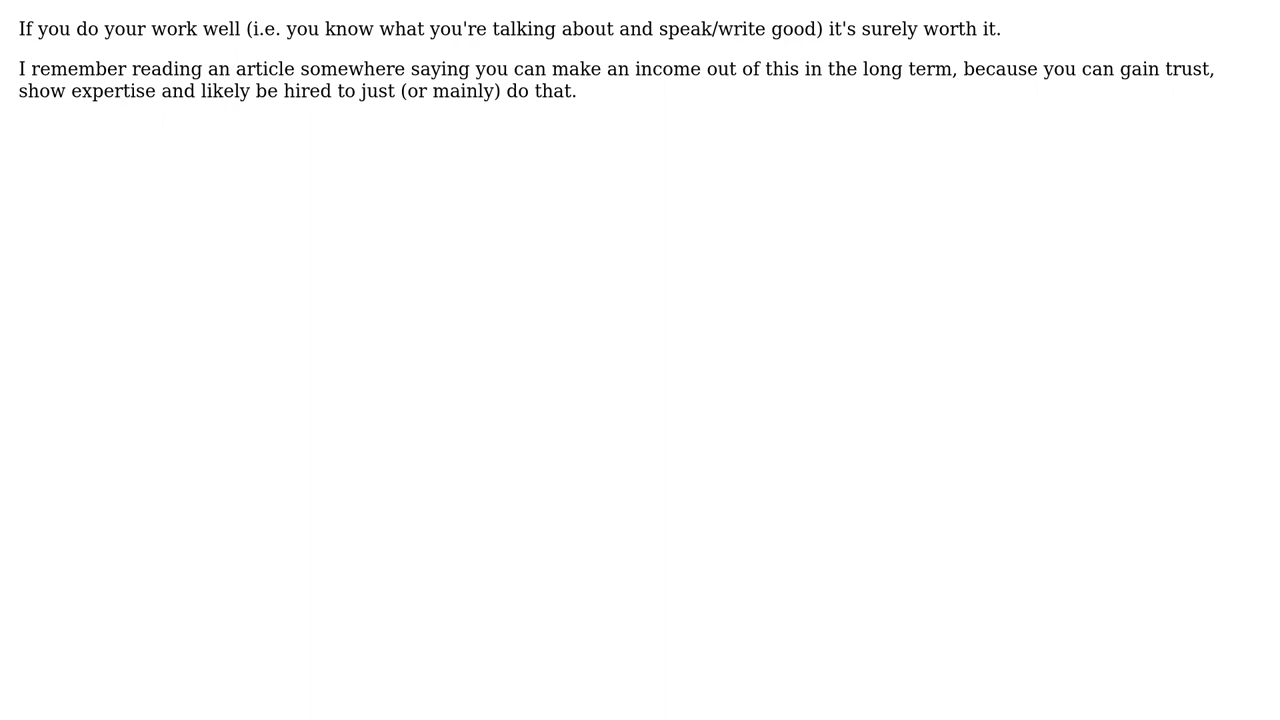 If you do your work well (i.e. you know what you're talking about and speak/write good) it's surely worth it.
I remember reading an article somewhere saying you can make an income out of this in the long term, because you can gain trust,
show expertise and likely be hired to just (or mainly) do that.